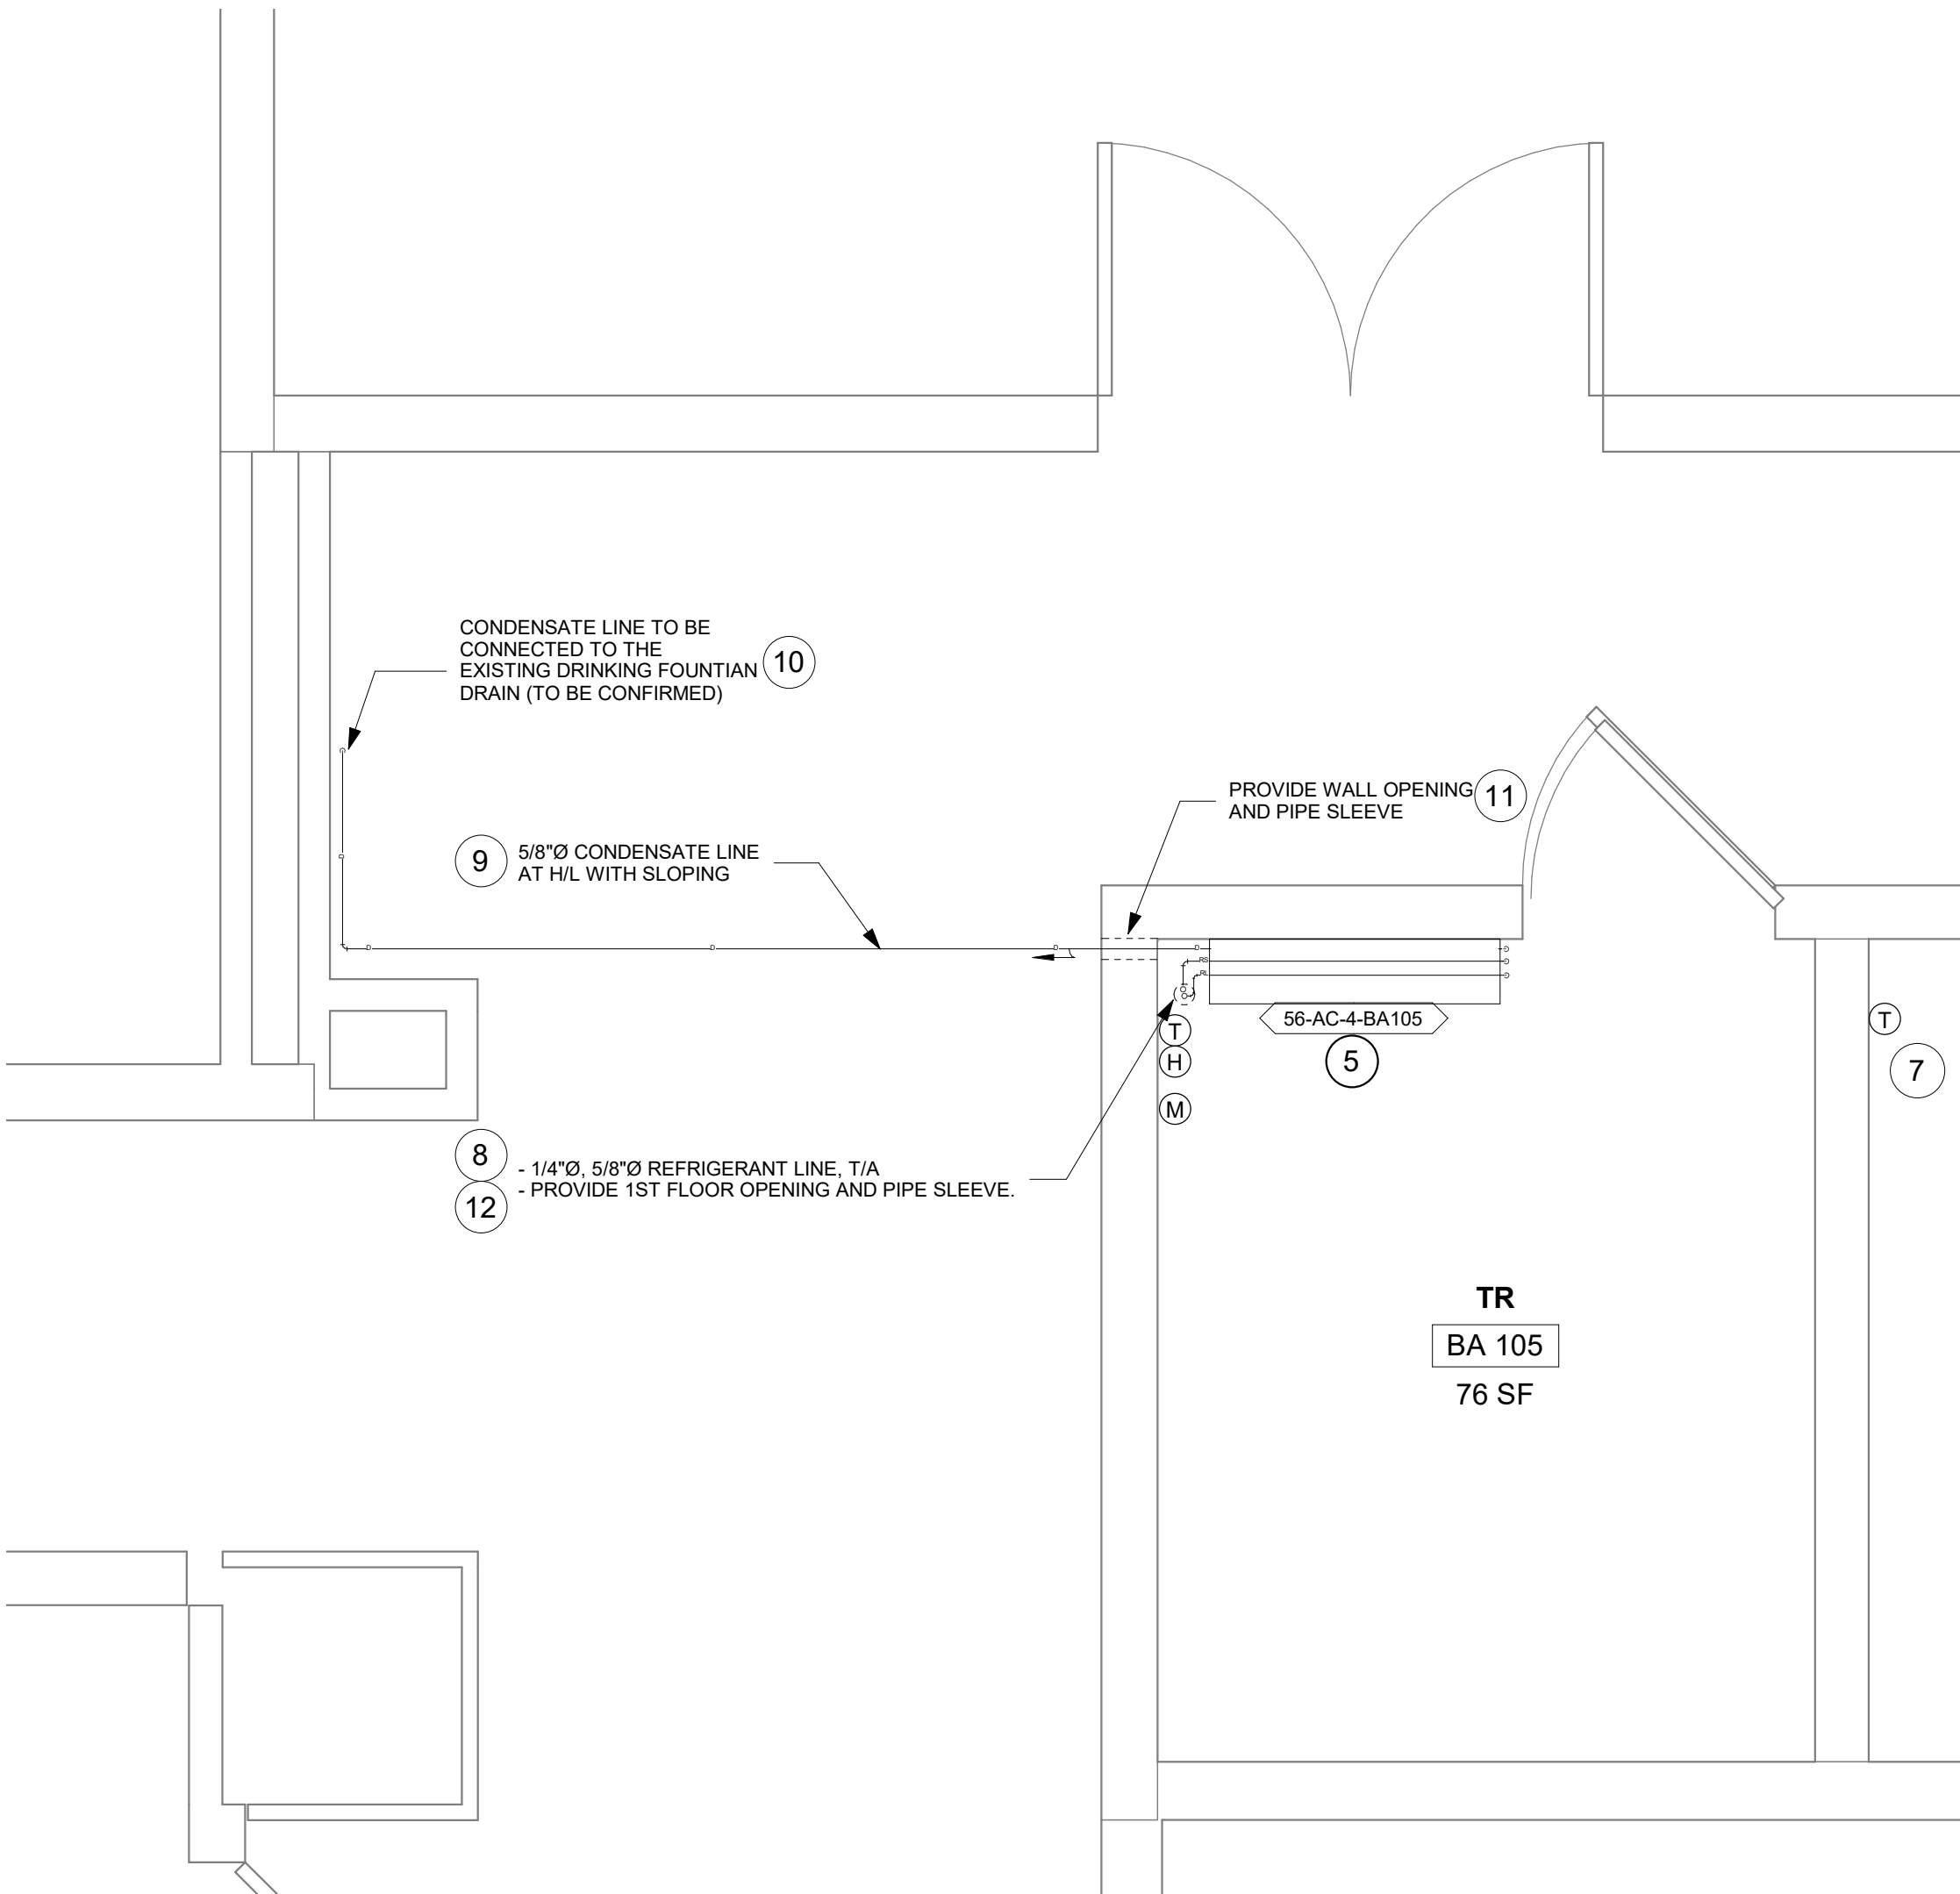 CONDENSATE LINE TO BE
CONNECTED TO THE
EXISTING DRINKING FOUNTIAN
DRAIN (TO BE CONFIRMED)
10
PROVIDE WALL OPENING
AND PIPE SLEEVE
11
9
5/8"Ø CONDENSATE LINE
AT H/L WITH SLOPING
D
D
D
D
D
RS
RL
56-AC-4-BA105
5
T
H
M
T
7
8
12
- 1/4"Ø, 5/8"Ø REFRIGERANT LINE, T/A
- PROVIDE 1ST FLOOR OPENING AND PIPE SLEEVE.
TR
BA 105
76 SF